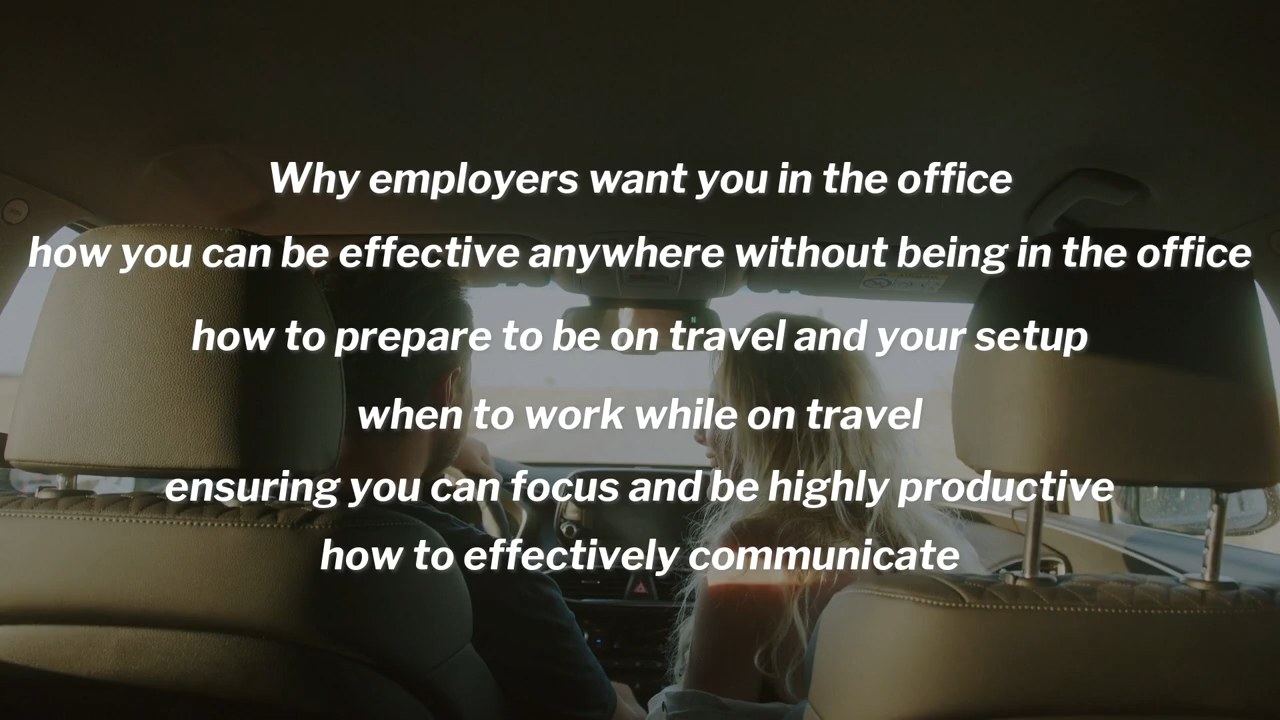 Why employers want you in the office
how you can be effective anywhere without being in the office
how to prepare to be on travel and your setup
when to work while on travel
ensuring you can focus and be highly productive
how to effectively communicate